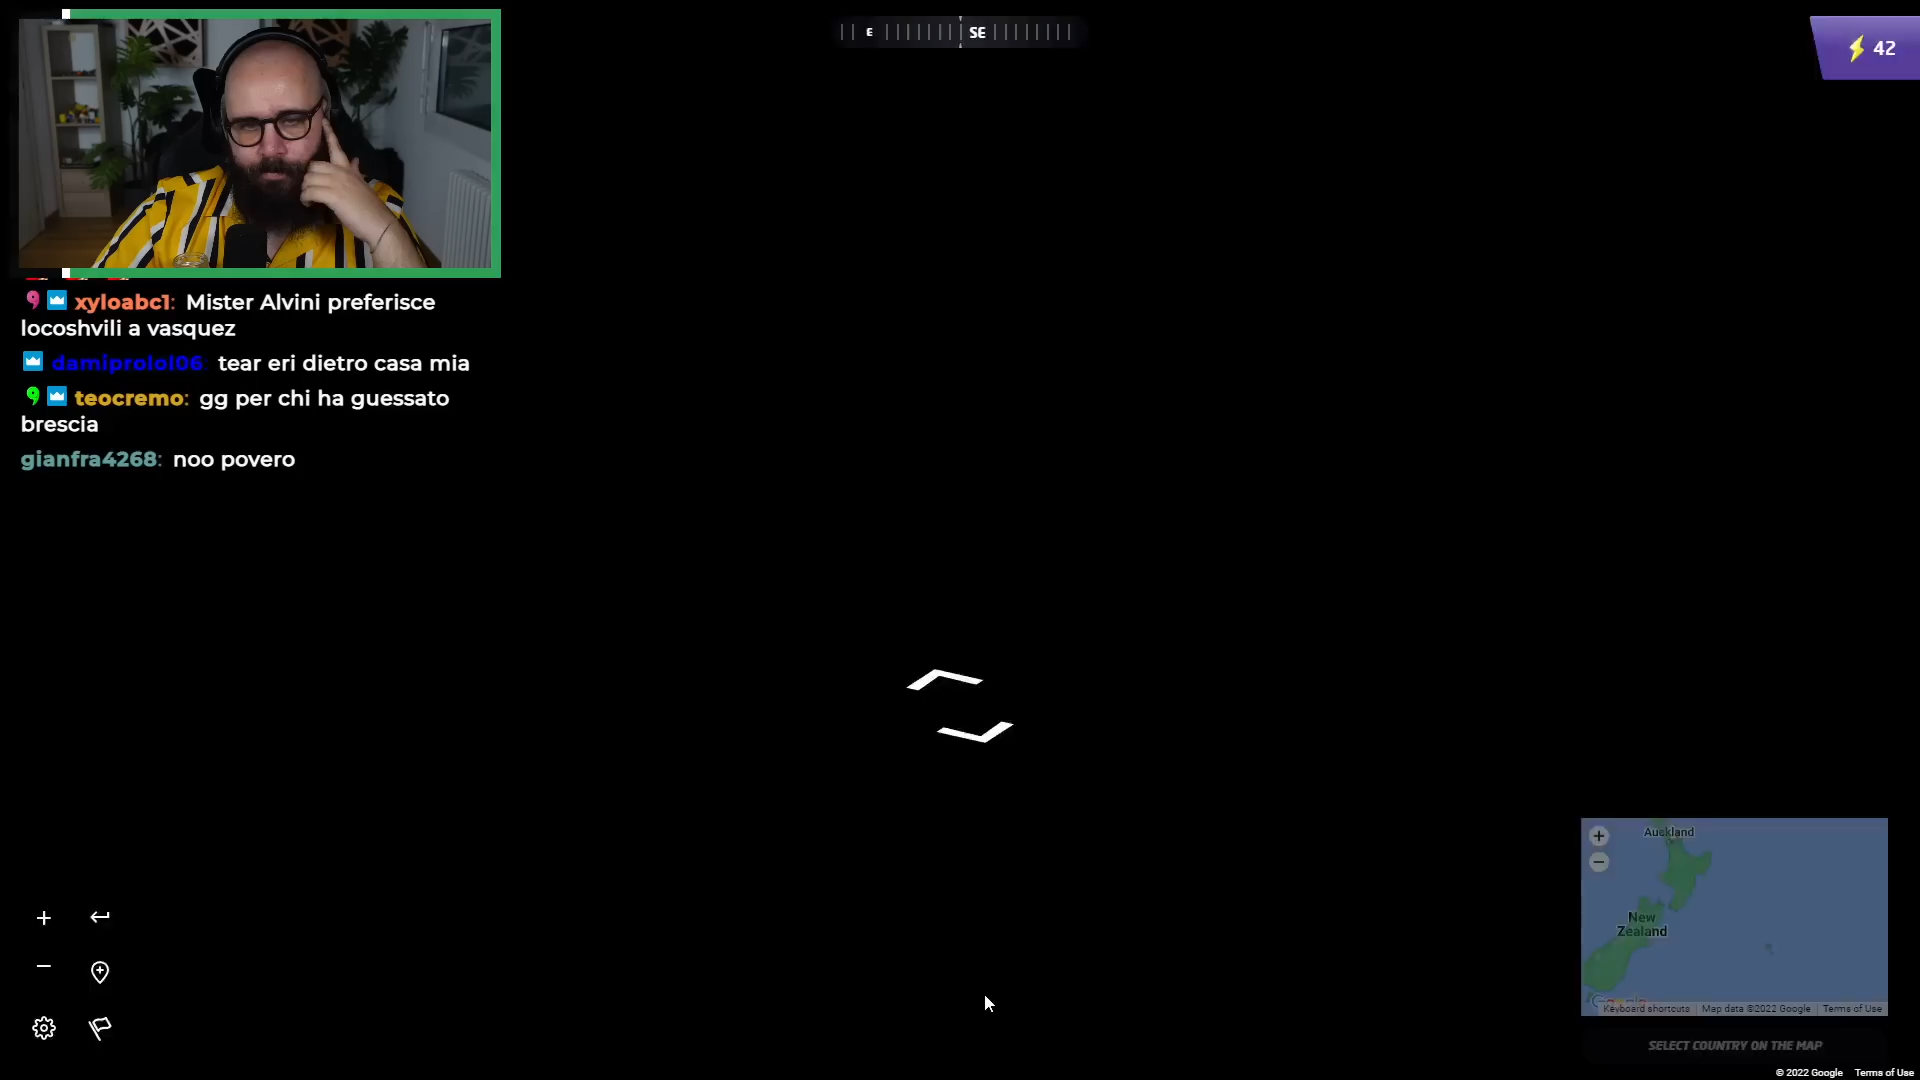 E SE
42
xyloabc1: Mister Alvini preferisce
locoshvili a vasquez
damiprolol06: tear eri dietro casa mia
teocremo: gg per chi ha guessato
brescia
gianfra4268: noo povero
Auckland
New
Zealand
Google
Keyboard shortcuts Map data ©2022 Google Terms of Use
SELECT COUNTRY ON THE MAP
© 2022 Google Terms of Use